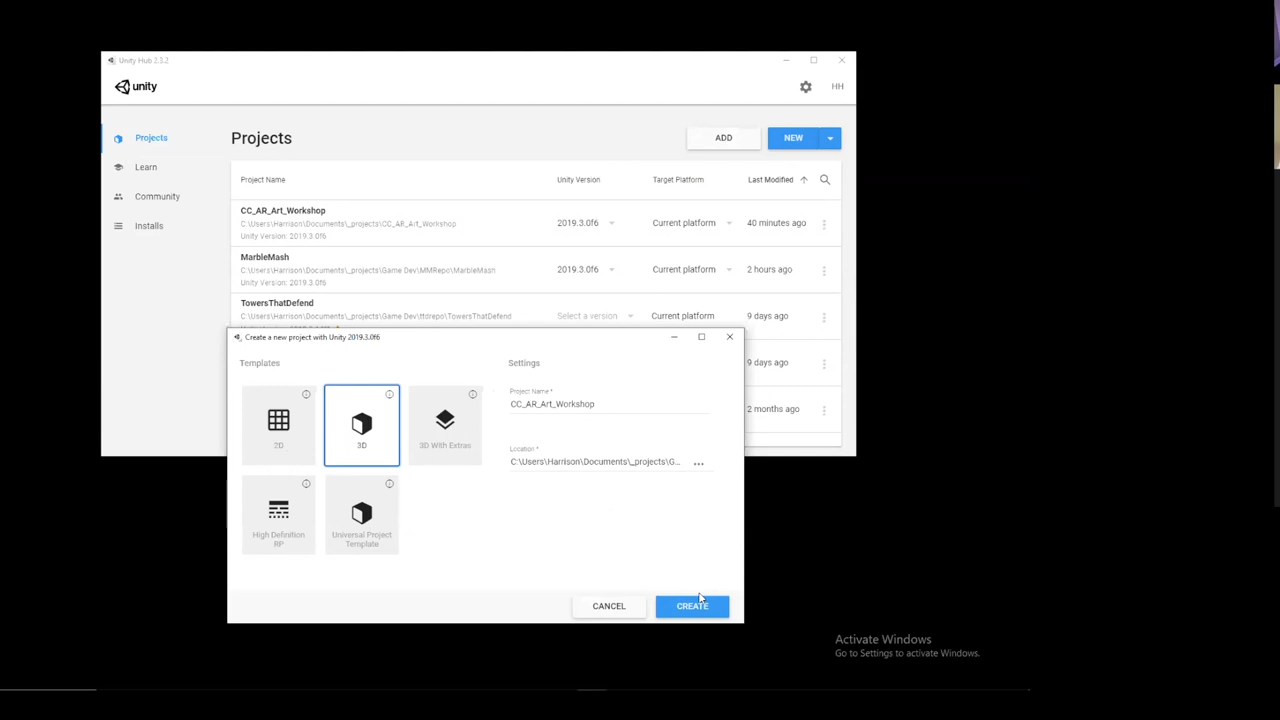 Unity Hub 2.3.2
unity
HH
Projects
Learn
Community
Installs
Projects
ADD
NEW
Project Name
Unity Version
Target Platform
Last Modified
CC_AR_Art_Workshop
C:\Users\Harrison\Documents\_projects\CC_AR_Art_Workshop
Unity Version: 2019.3.0f6
2019.3.0f6
Current platform
40 minutes ago
MarbleMash
C:\Users\Harrison\Documents\_projects\Game Dev\MMRepo\MarbleMash
Unity Version: 2019.3.0f6
2019.3.0f6
Current platform
2 hours ago
TowersThatDefend
C:\Users\Harrison\Documents\_projects\Game Dev\ttdrepo\TowersThatDefend
Select a version
Current platform
9 days ago
9 days ago
2 months ago
Create a new project with Unity 2019.3.0f6
Templates
2D
3D
3D With Extras
High Definition
RP
Universal Project
Template
Settings
Project Name *
CC_AR_Art_Workshop
Location *
C:\Users\Harrison\Documents\_projects\G...
CANCEL
CREATE
Activate Windows
Go to Settings to activate Windows.